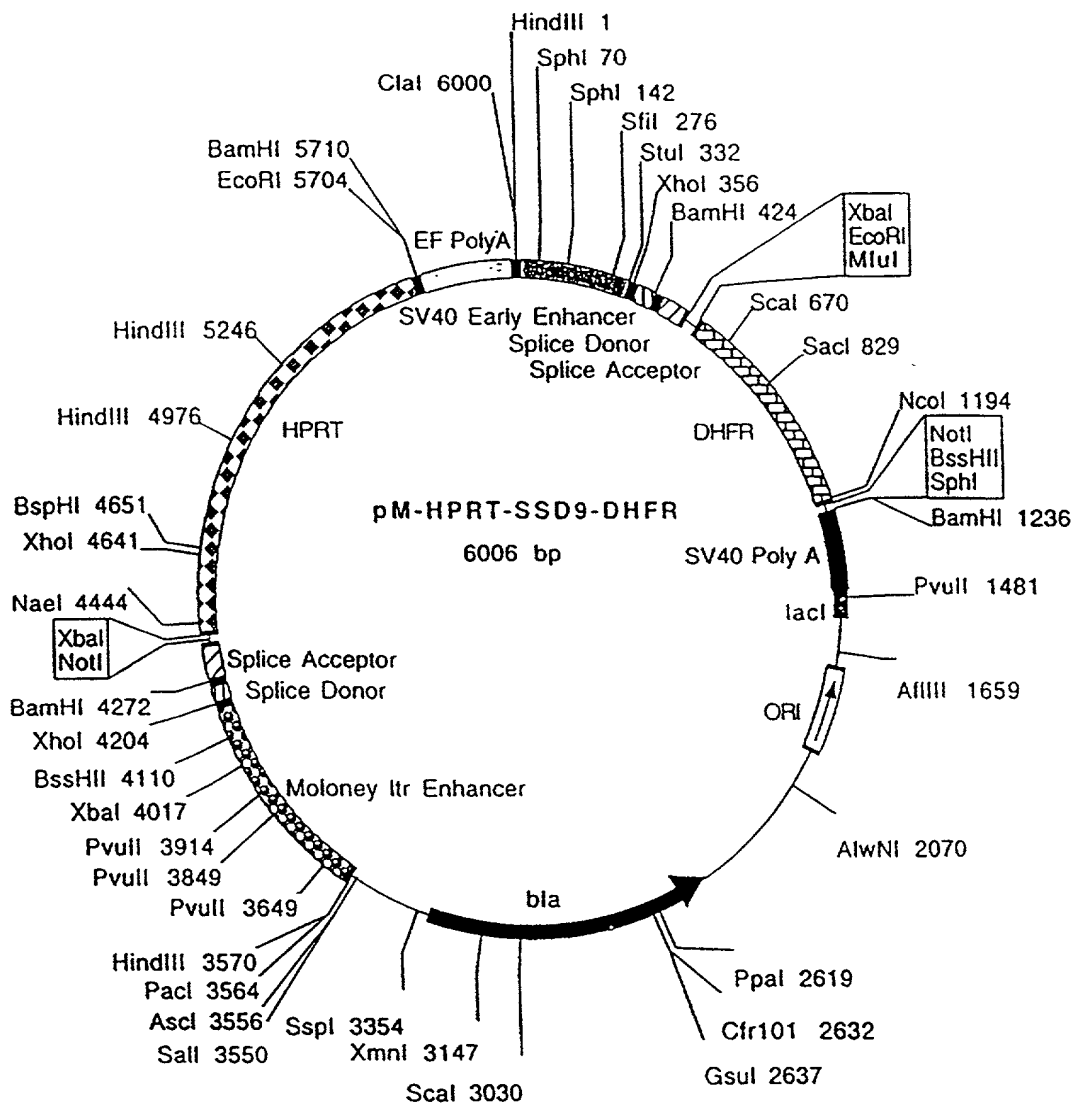 HindIII 1
SphI 70
ClaI 6000
SphI 142
SfiI 276
StuI 332
XhoI 356
BamHI 424
BamHI 5710
EcoRI 5704
XbaI
EcoRI
MluI
EF PolyA
ScaI 670
SV40 Early Enhancer
Splice Donor
Splice Acceptor
SacI 829
HindIII 5246
HindIII 4976
HPRT
DHFR
NcoI 1194
NotI
BssHII
SphI
BamHI 1236
pM-HPRT-SSD9-DHFR
6006 bp
BspHI 4651
XhoI 4641
SV40 Poly A
PvuII 1481
lacI
NaeI 4444
XbaI
NotI
Splice Acceptor
Splice Donor
BamHI 4272
XhoI 4204
AflIII 1659
ORI
BssHII 4110
XbaI 4017
Moloney ltr Enhancer
PvuII 3914
PvuII 3849
PvuII 3649
AlwNI 2070
bla
HindIII 3570
PacI 3564
AscI 3556
SalI 3550
SspI 3354
XmnI 3147
ScaI 3030
PpaI 2619
Cfr101 2632
GsuI 2637